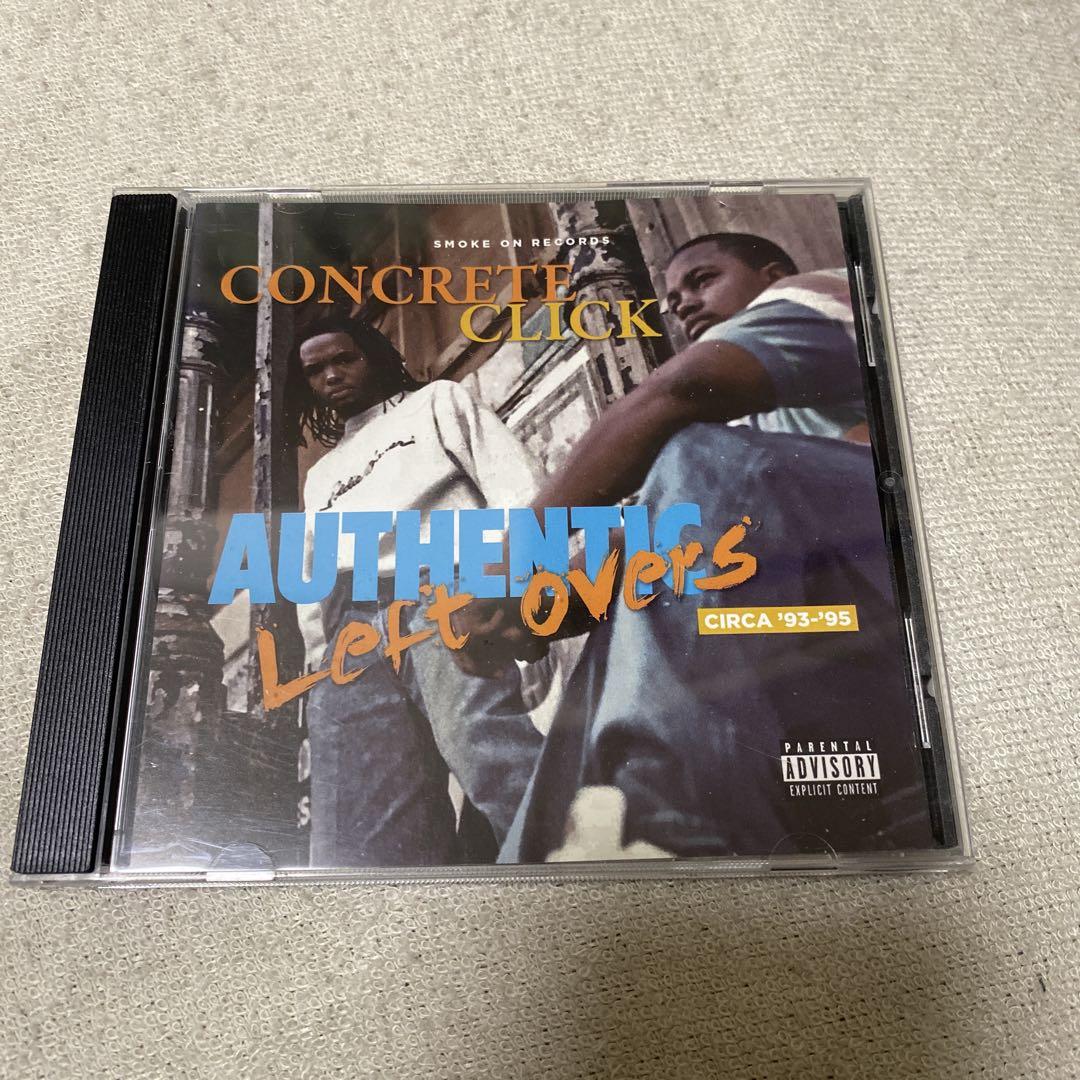 SMOKE ON RECORDS
CONCRETE
CLICK
AUTHENTIC
Left overs
CIRCA '93-'95
PARENTAL
ADVISORY
EXPLICIT CONTENT